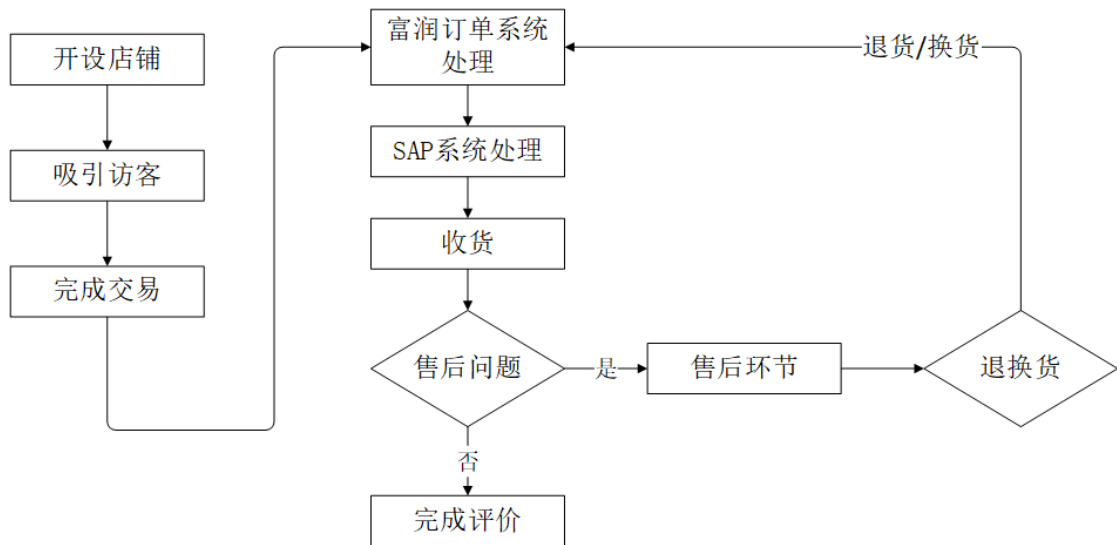 开设店铺
吸引访客
完成交易
富润订单系统
处理
SAP系统处理
收货
售后问题
是
售后环节
退换货
退货/换货
否
完成评价